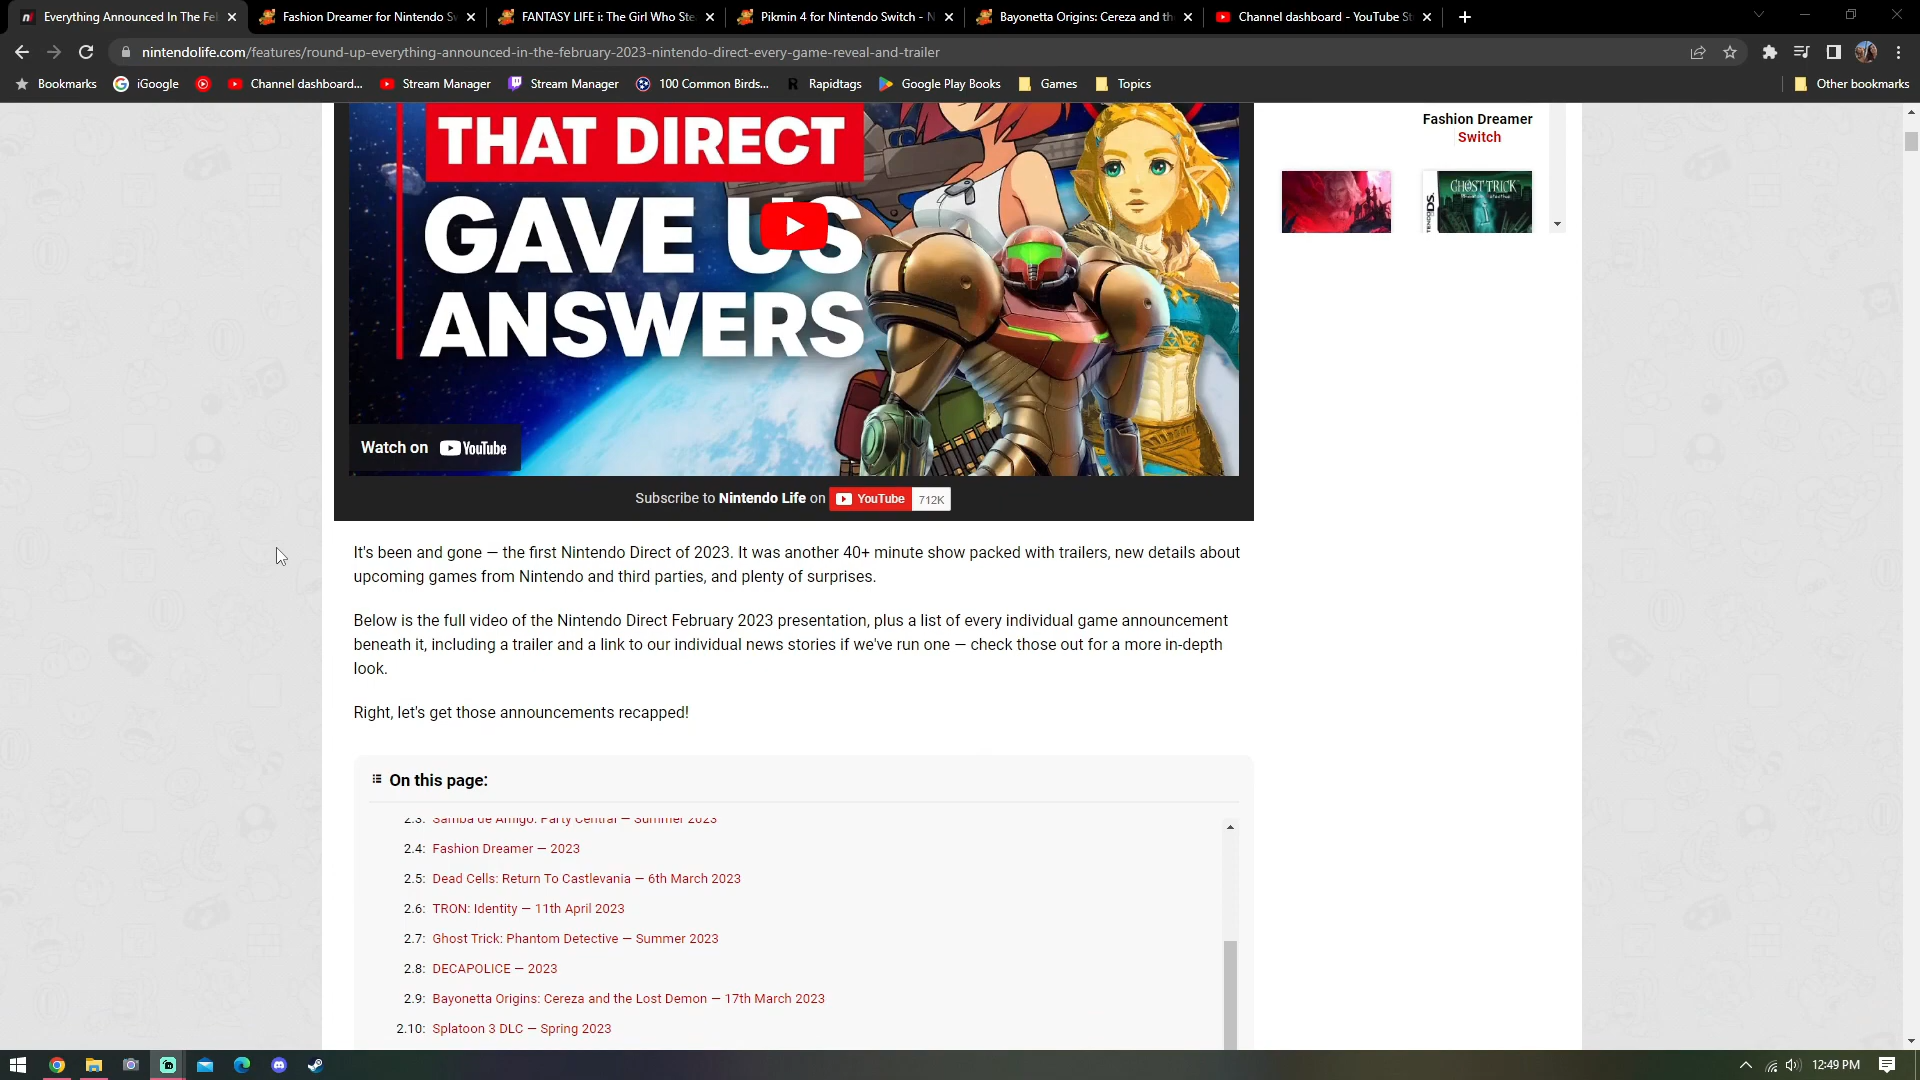 Everything Announced In The Fe
Fashion Dreamer for Nintendo S
FANTASY LIFE i: The Girl Who Ste
Pikmin 4 for Nintendo Switch - N
Bayonetta Origins: Cereza and th
Channel dashboard - YouTube St
nintendolife.com/features/round-up-everything-announced-in-the-february-2023-nintendo-direct-every-game-reveal-and-trailer
Bookmarks
iGoogle
Channel dashboard...
Stream Manager
Stream Manager
100 Common Birds...
Rapidtags
Google Play Books
Games
Topics
Other bookmarks
THAT DIRECT
GAVE US
ANSWERS
Watch on YouTube
Subscribe to Nintendo Life on YouTube 712K
Fashion Dreamer
Switch
GHOST TRICK
It's been and gone — the first Nintendo Direct of 2023. It was another 40+ minute show packed with trailers, new details about
upcoming games from Nintendo and third parties, and plenty of surprises.
Below is the full video of the Nintendo Direct February 2023 presentation, plus a list of every individual game announcement
beneath it, including a trailer and a link to our individual news stories if we've run one — check those out for a more in-depth
look.
Right, let's get those announcements recapped!
On this page:
2.3: Samba de Amigo: Party Central — Summer 2023
2.4: Fashion Dreamer — 2023
2.5: Dead Cells: Return To Castlevania — 6th March 2023
2.6: TRON: Identity — 11th April 2023
2.7: Ghost Trick: Phantom Detective — Summer 2023
2.8: DECAPOLICE — 2023
2.9: Bayonetta Origins: Cereza and the Lost Demon — 17th March 2023
2.10: Splatoon 3 DLC — Spring 2023
12:49 PM